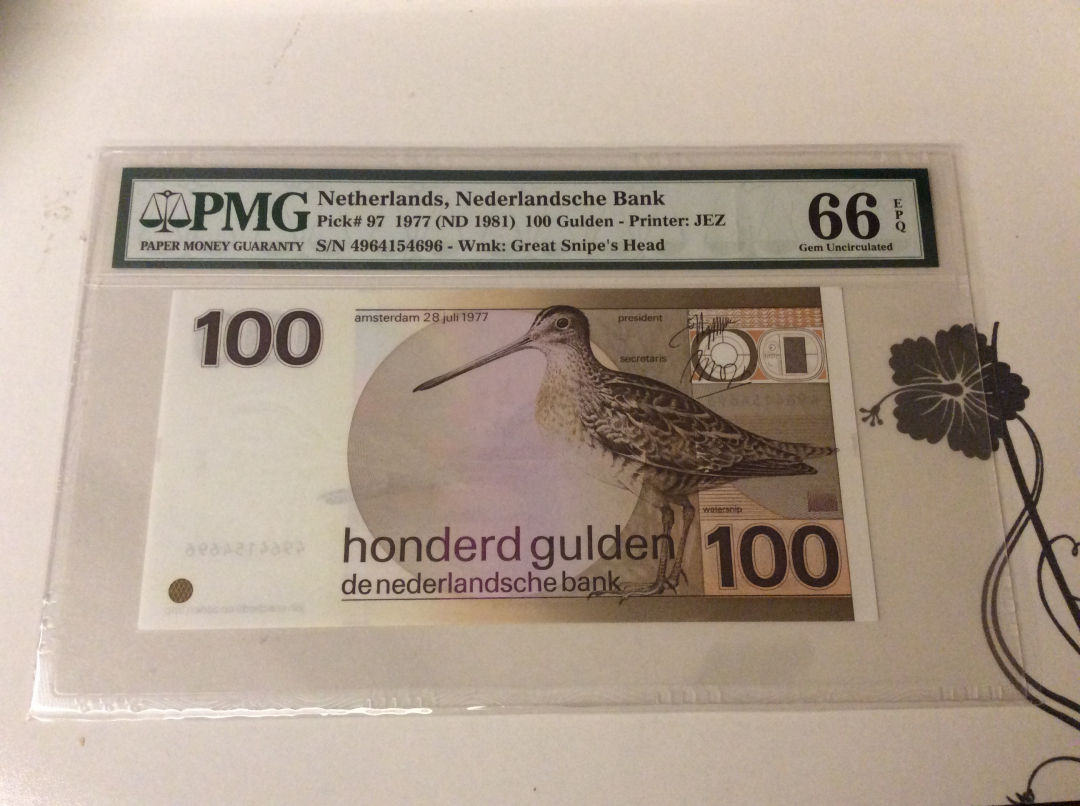 PMG
PAPER MONEY GUARANTY
Netherlands, Nederlandsche Bank
Pick# 97 1977 (ND 1981) 100 Gulden - Printer: JEZ
S/N 4964154696 - Wmk: Great Snipe's Head
66 EPQ
Gem Uncirculated
100
amsterdam 28 juli 1977
president
secretaris
watersnip
honderd gulden
de nederlandsche bank
100
4964154696